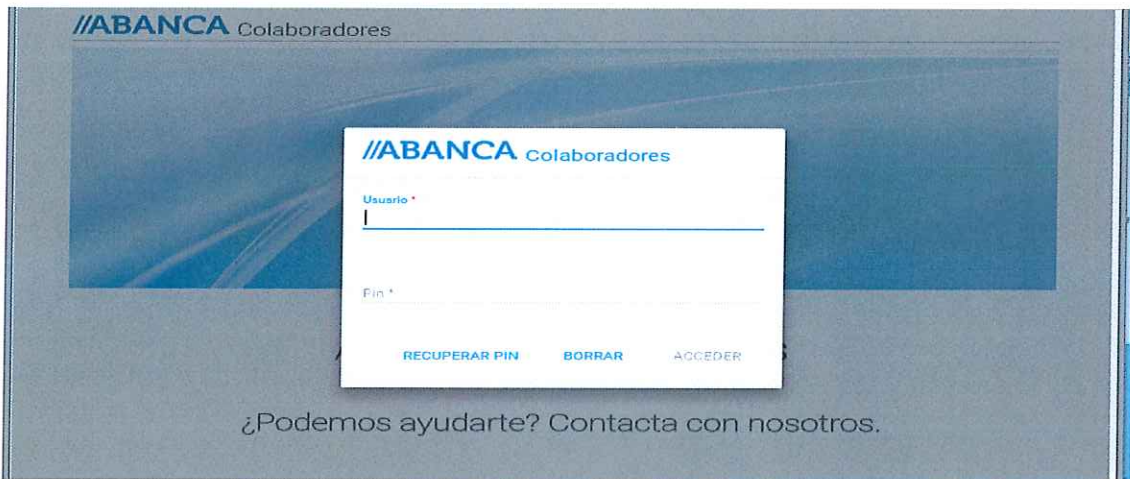 //ABANCA Colaboradores
//ABANCA Colaboradores
Usuario *
Pin *
RECUPERAR PIN BORRAR ACCEDER
¿Podemos ayudarte? Contacta con nosotros.